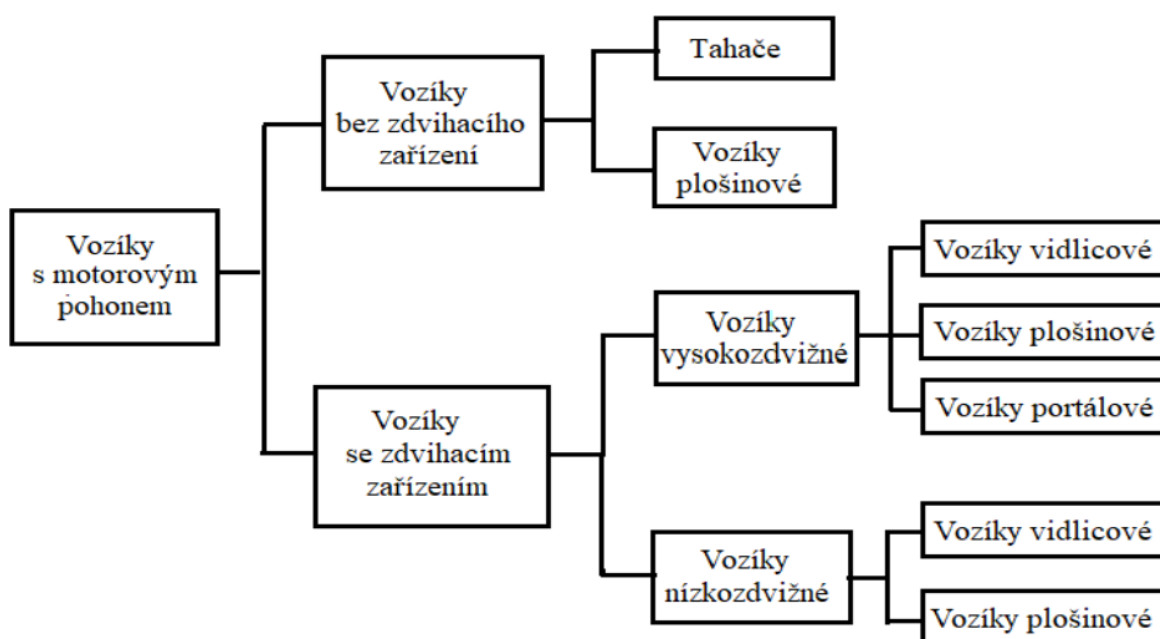 Vozíky
s motorovým
pohonem
Vozíky
bez zdvihacího
zařízení
Tahače
Vozíky
plošinové
Vozíky
se zdvihacím
zařízením
Vozíky
vysokozdvižné
Vozíky vidlicové
Vozíky plošinové
Vozíky portálové
Vozíky
nízkozdvižné
Vozíky vidlicové
Vozíky plošinové